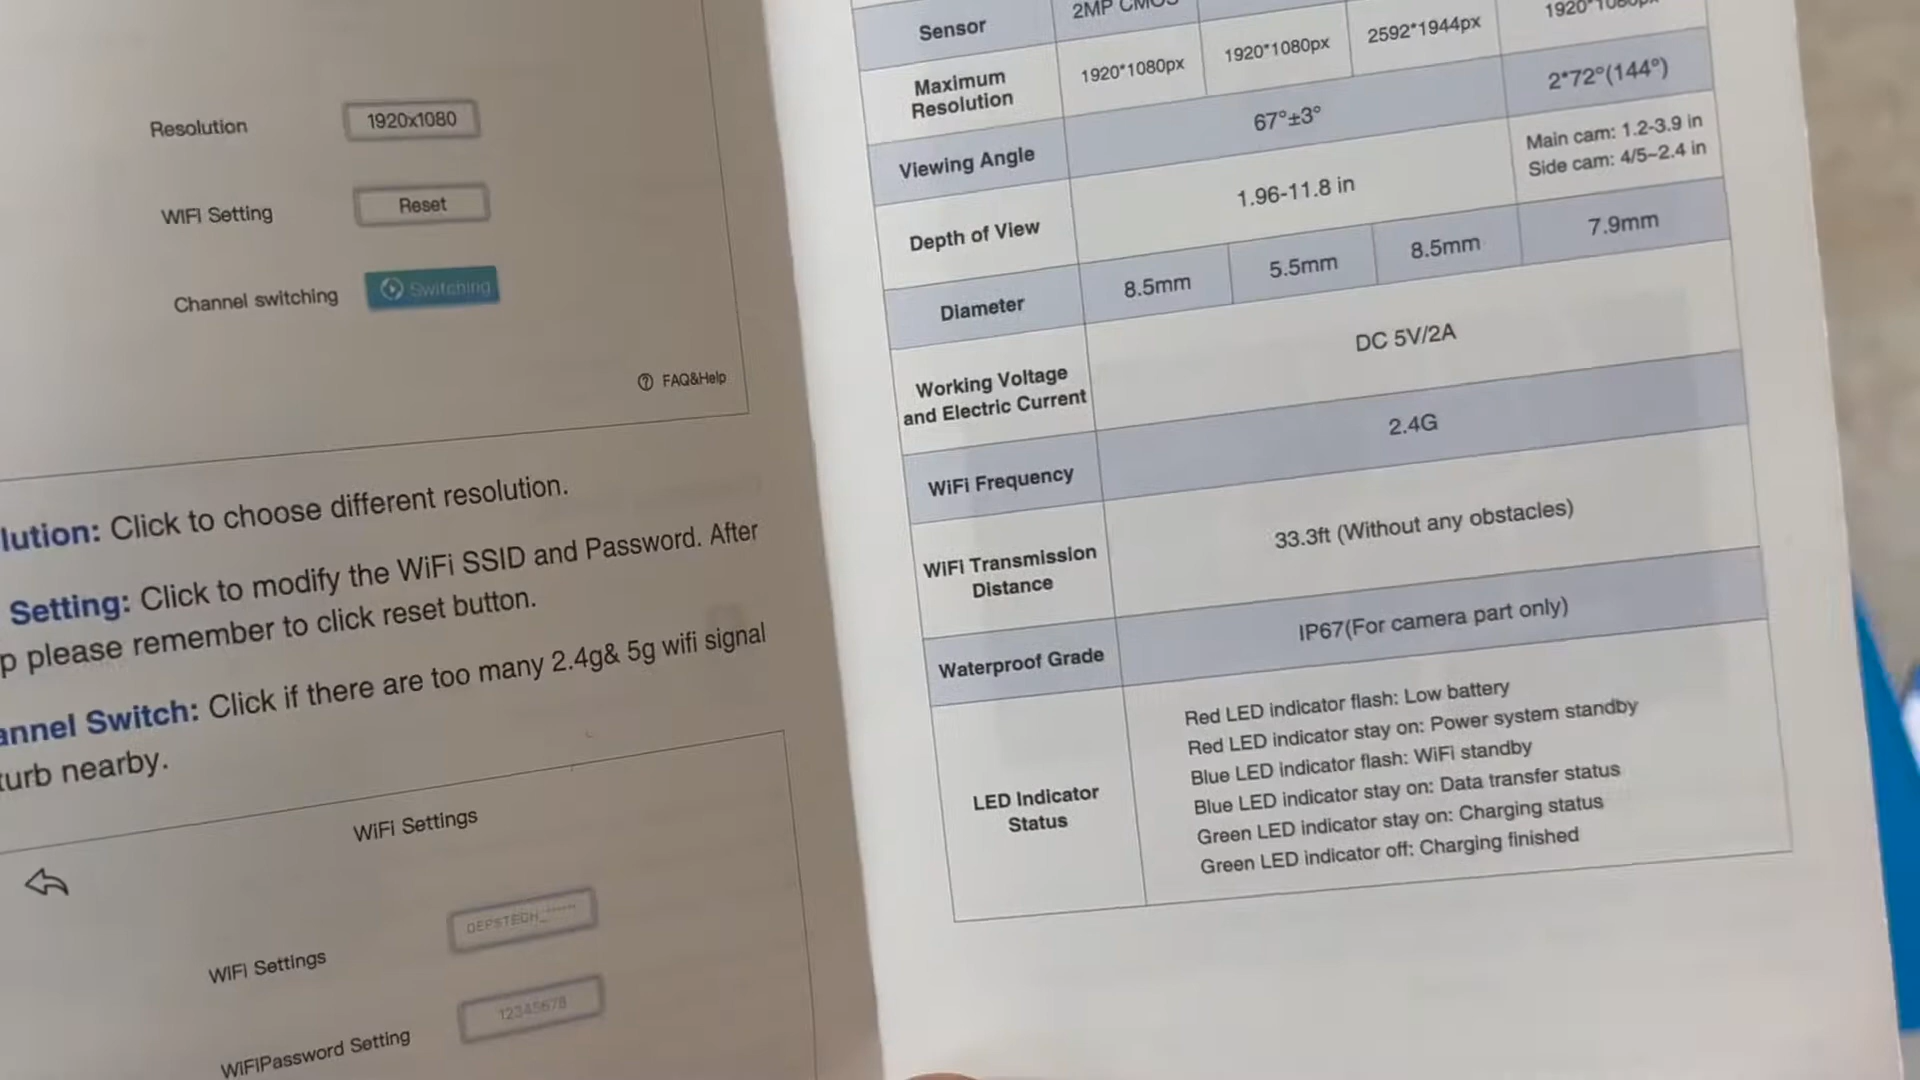 Resolution 1920x1080
WIFI Setting Reset
Channel switching Switching
FAQ&Help
lution: Click to choose different resolution.
Setting: Click to modify the WiFi SSID and Password. After
p please remember to click reset button.
annel Switch: Click if there are too many 2.4g& 5g wifi signal
turb nearby.
WiFi Settings
WIFI Settings DEPSTECH_******
WIFIPassword Setting 12345678
Sensor 2MP CMOS
Maximum
Resolution
1920*1080px 1920*1080px 2592*1944px 1920*1080px
Viewing Angle 67°±3° 2*72°(144°)
Depth of View 1.96-11.8 in
Main cam: 1.2-3.9 in
Side cam: 4/5~2.4 in
Diameter 8.5mm 5.5mm 8.5mm 7.9mm
Working Voltage
and Electric Current
DC 5V/2A
WiFi Frequency 2.4G
WiFi Transmission
Distance
33.3ft (Without any obstacles)
Waterproof Grade IP67(For camera part only)
LED Indicator
Status
Red LED indicator flash: Low battery
Red LED indicator stay on: Power system standby
Blue LED indicator flash: WiFi standby
Blue LED indicator stay on: Data transfer status
Green LED indicator stay on: Charging status
Green LED indicator off: Charging finished